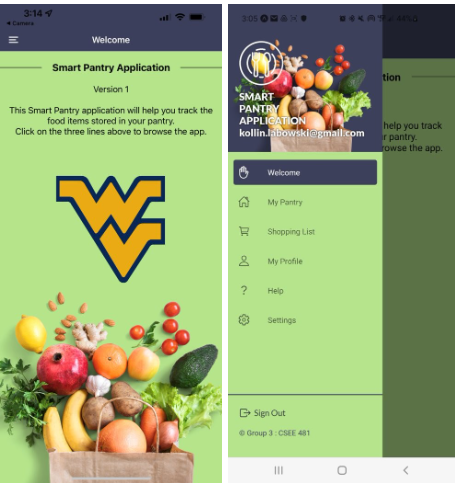 3:14
Camera
Welcome
Smart Pantry Application
Version 1
This Smart Pantry application will help you track the
food items stored in your pantry.
Click on the three lines above to browse the app.
WV
3:05
44%
SMART
PANTRY
APPLICATION
kollin.labowski@gmail.com
tion
help you track
r pantry.
rowse the app.
Welcome
My Pantry
Shopping List
My Profile
Help
Settings
Sign Out
© Group 3 : CSEE 481